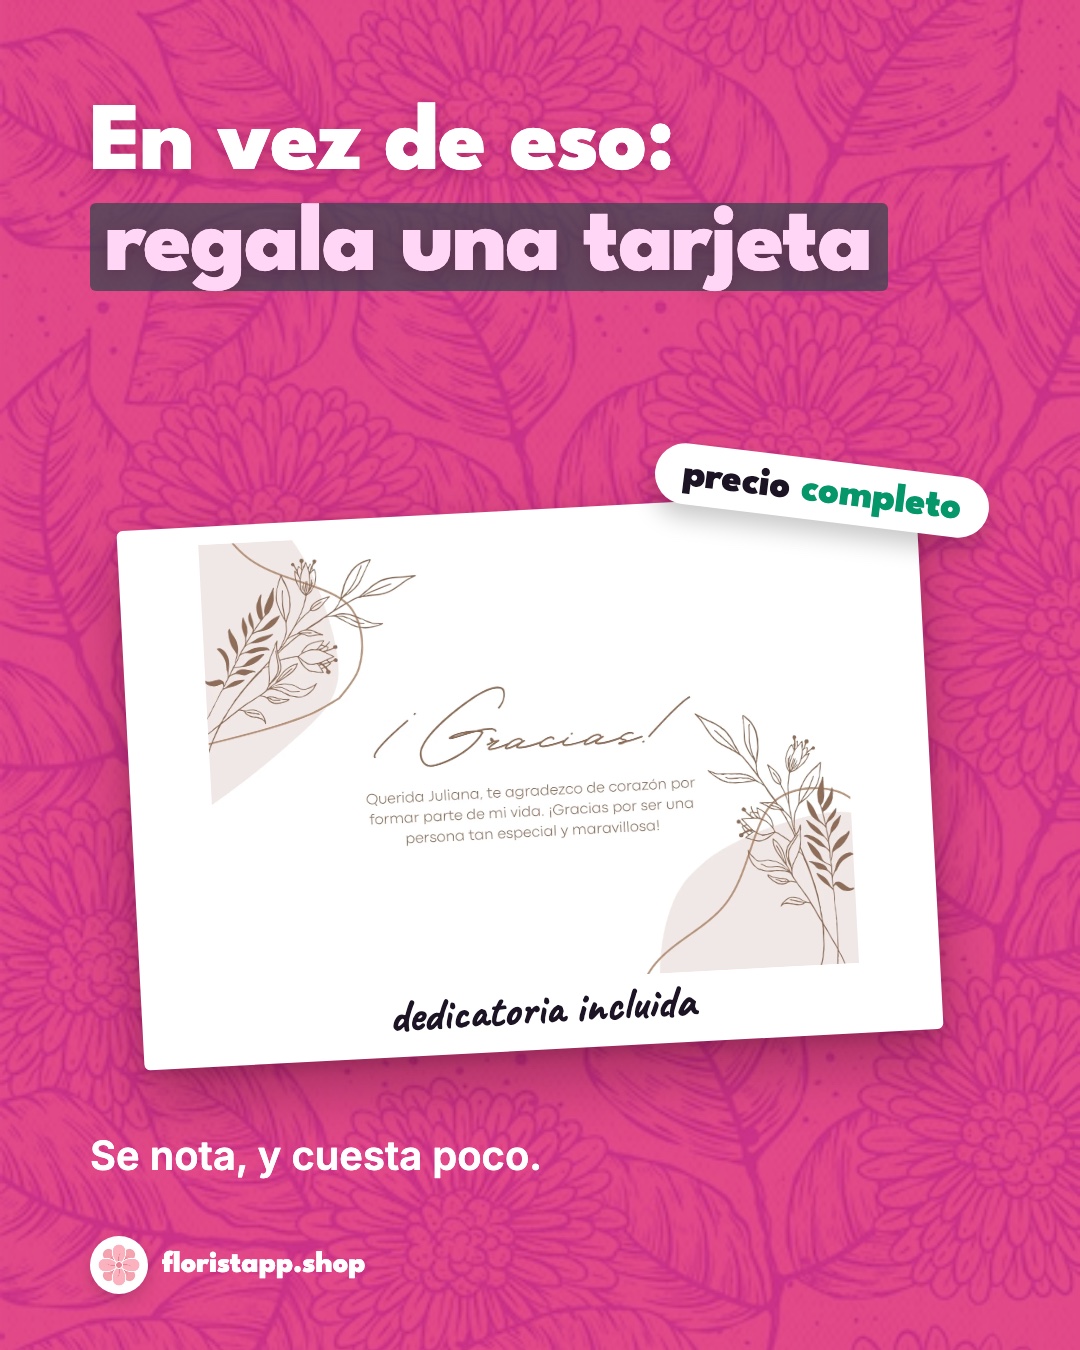 En vez de eso:
regala una tarjeta
precio completo
¡Gracias!
Querida Juliana, te agradezco de corazón por
formar parte de mi vida. ¡Gracias por ser una
persona tan especial y maravillosa!
dedicatoria incluida
Se nota, y cuesta poco.
floristapp.shop